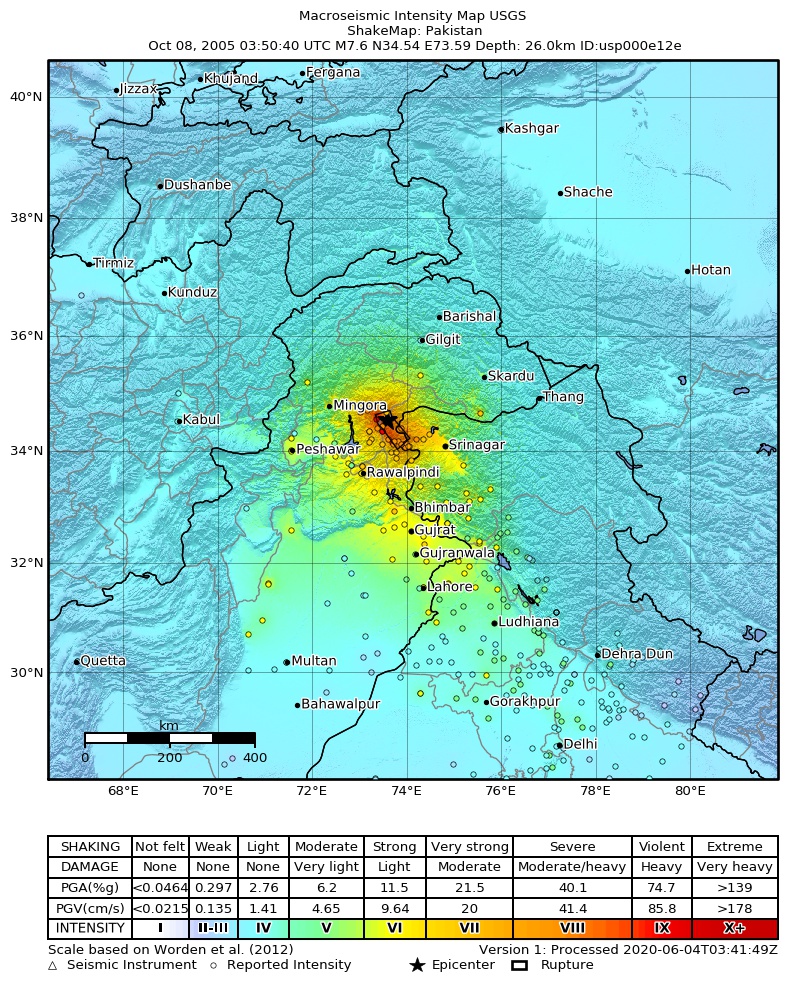 Macroseismic Intensity Map USGS
ShakeMap: Pakistan
Oct 08, 2005 03:50:40 UTC M7.6 N34.54 E73.59 Depth: 26.0km ID:usp000e12e
Fergana
Khujand
Jizzax
40°N
Kashgar
Dushanbe
Shache
38°N
Tirmiz
Hotan
Kunduz
Barishal
36°N
Gilgit
Skardu
Thang
Mingora
Kabul
Srinagar
34°N
Peshawar
Rawalpindi
Bhimbar
Gujrat
Gujranwala
32°N
Lahore
Ludhiana
Dehra Dun
Quetta
Multan
30°N
Bahawalpur
Gorakhpur
km
Delhi
0 200 400
68°E 70°E 72°E 74°E 76°E 78°E 80°E
SHAKING Not felt Weak Light Moderate Strong Very strong Severe Violent Extreme
DAMAGE None None None Very light Light Moderate Moderate/heavy Heavy Very heavy
PGA(%g) <0.0464 0.297 2.76 6.2 11.5 21.5 40.1 74.7 >139
PGV(cm/s) <0.0215 0.135 1.41 4.65 9.64 20 41.4 85.8 >178
INTENSITY I II-III IV V VI VII VIII IX X+
Scale based on Worden et al. (2012) Version 1: Processed 2020-06-04T03:41:49Z
△ Seismic Instrument ○ Reported Intensity ★ Epicenter Rupture